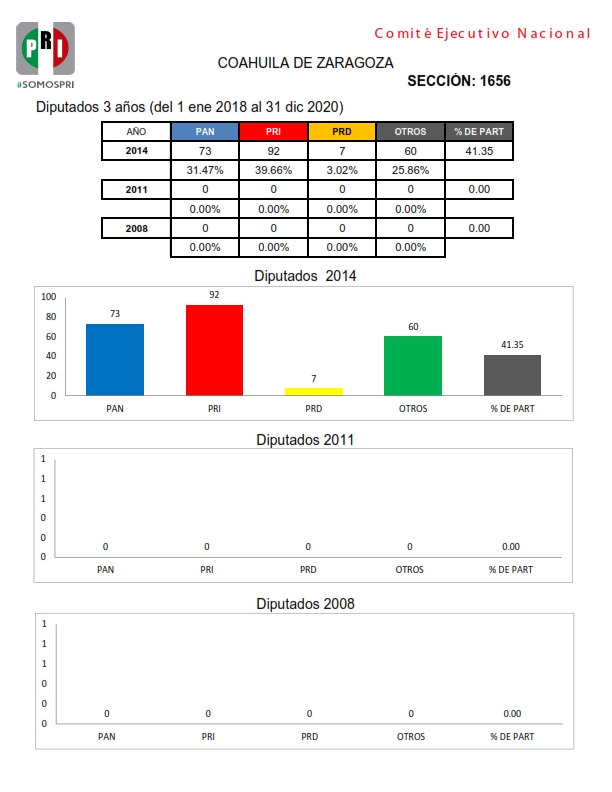 Comité Ejecutivo Nacional
PRI
#SOMOSPRI
COAHUILA DE ZARAGOZA
SECCIÓN: 1656
Diputados 3 años (del 1 ene 2018 al 31 dic 2020)
AÑO PAN PRI PRD OTROS % DE PART
2014 73 92 7 60 41.35
31.47% 39.66% 3.02% 25.86%
2011 0 0 0 0 0.00
0.00% 0.00% 0.00% 0.00%
2008 0 0 0 0 0.00
0.00% 0.00% 0.00% 0.00%
Diputados 2014
100
80
60
40
20
0
73 92 7 60 41.35
PAN PRI PRD OTROS % DE PART
Diputados 2011
1
1
1
0
0
0
0 0 0 0 0.00
PAN PRI PRD OTROS % DE PART
Diputados 2008
1
1
1
0
0
0
0 0 0 0 0.00
PAN PRI PRD OTROS % DE PART